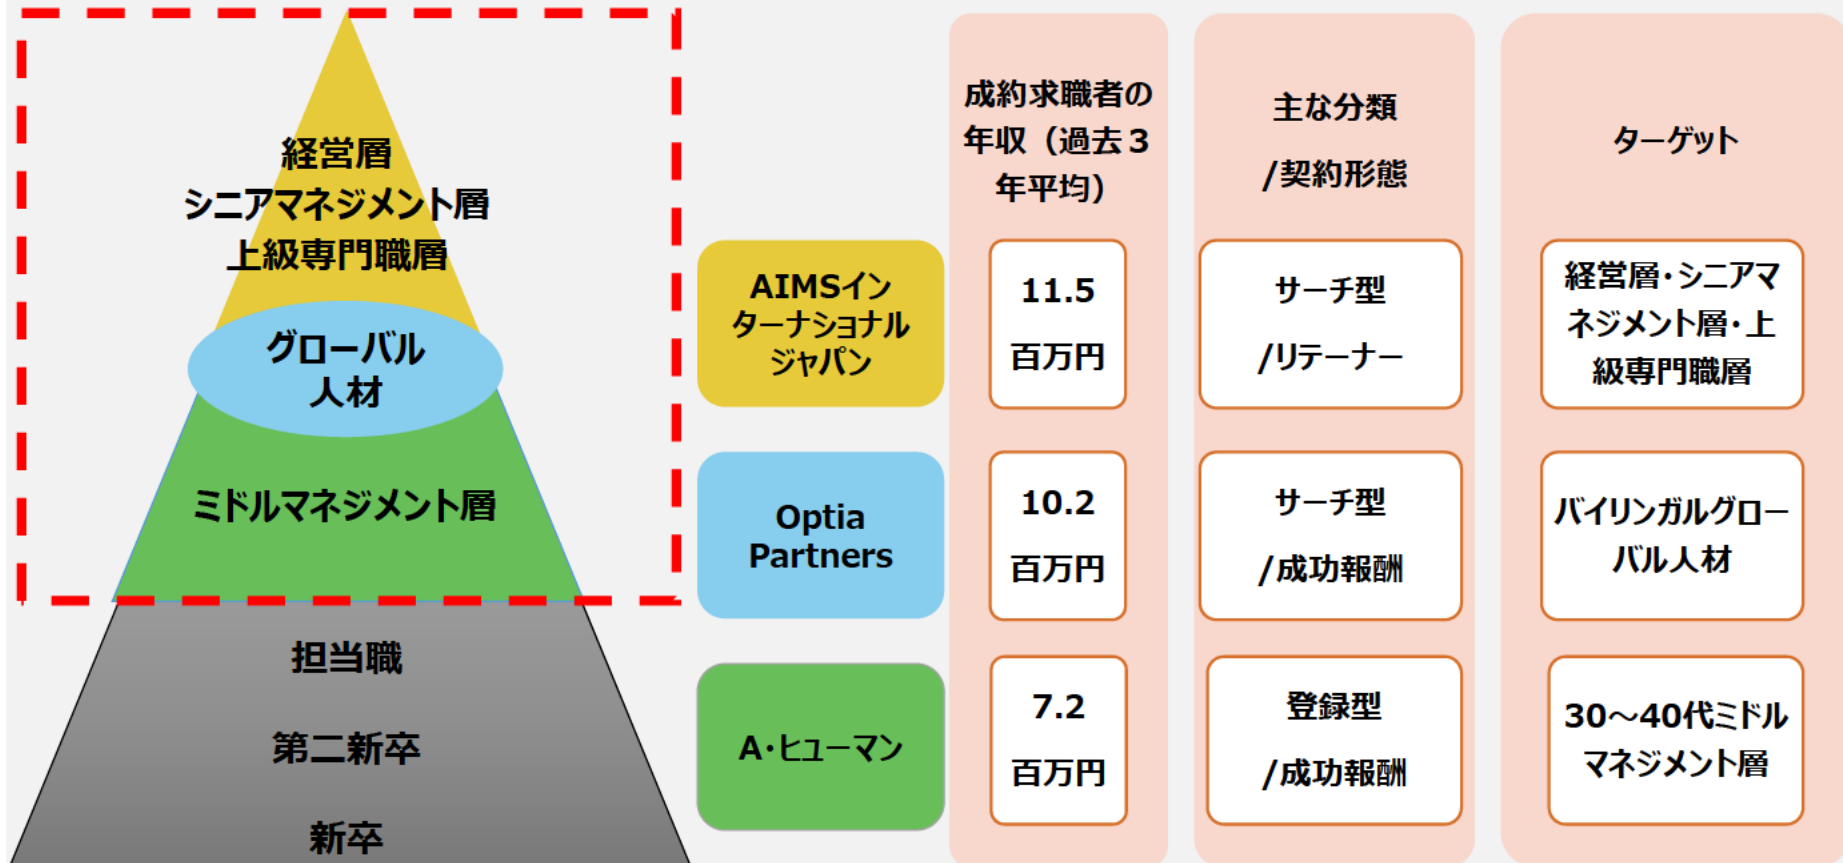 経営層
シニアマネジメント層
上級専門職層
グローバル
人材
ミドルマネジメント層
担当職
第二新卒
新卒
成約求職者の
年収（過去３
年平均）
主な分類
/契約形態
ターゲット
AIMSイン
ターナショナル
ジャパン
11.5
百万円
サーチ型
/リテーナー
経営層・シニアマ
ネジメント層・上
級専門職層
Optia
Partners
10.2
百万円
サーチ型
/成功報酬
バイリンガルグロー
バル人材
A・ヒューマン
7.2
百万円
登録型
/成功報酬
30～40代ミドル
マネジメント層